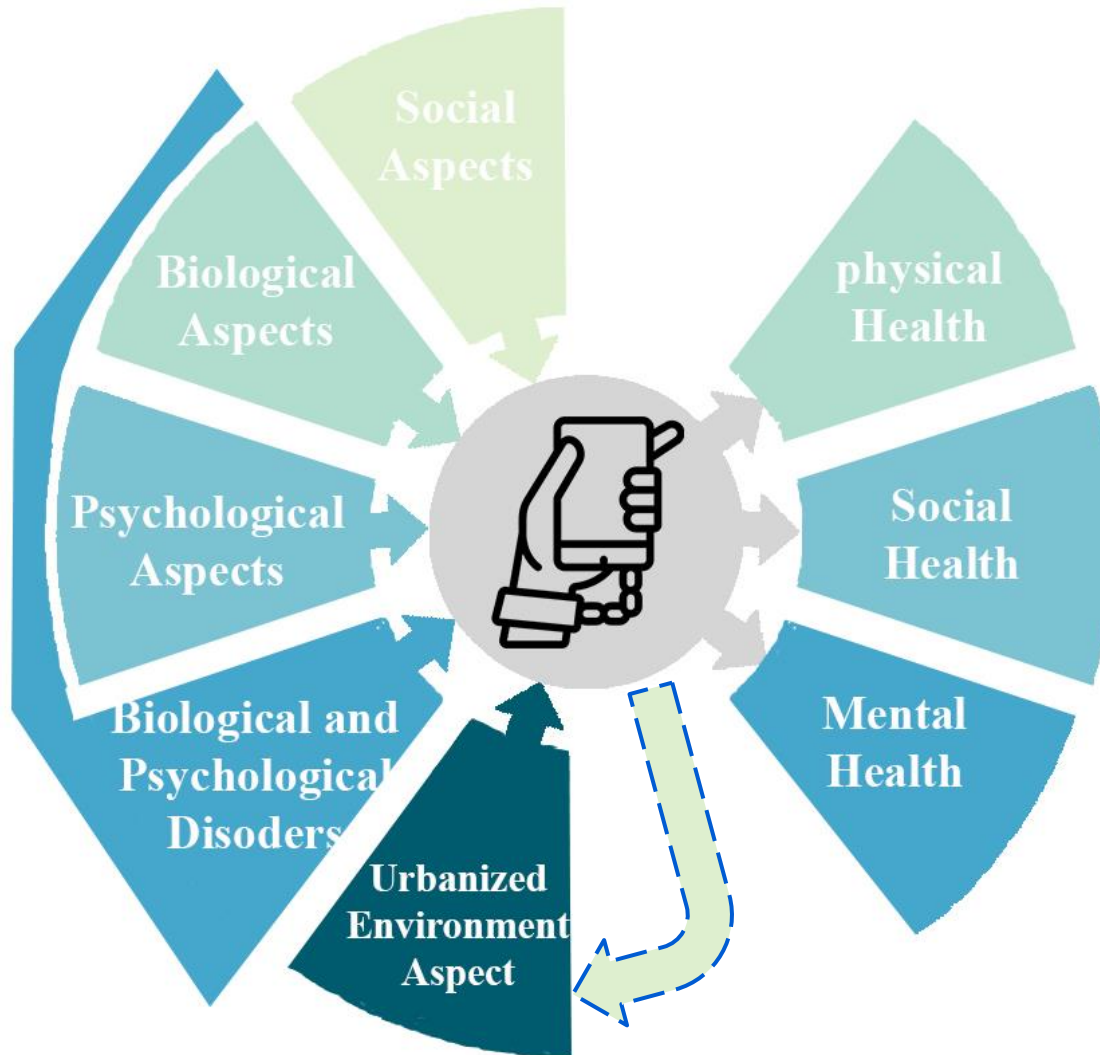 Social
Aspects
Biological
Aspects
Psychological
Aspects
Biological and
Psychological
Disoders
Urbanized
Environment
Aspect
physical
Health
Social
Health
Mental
Health